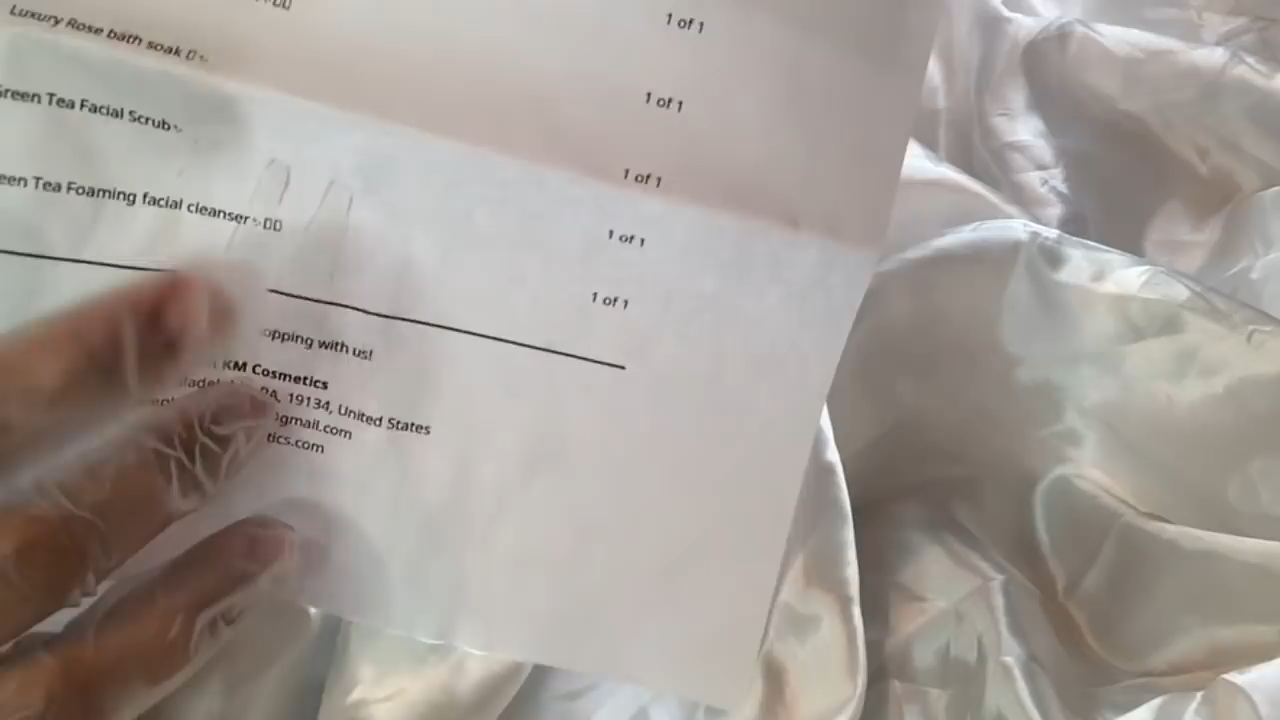 1 of 1
Luxury Rose bath soak
1 of 1
Green Tea Facial Scrub
1 of 1
een Tea Foaming facial cleanser
1 of 1
1 of 1
opping with us!
KM Cosmetics
PA, 19134, United States
@gmail.com
tics.com